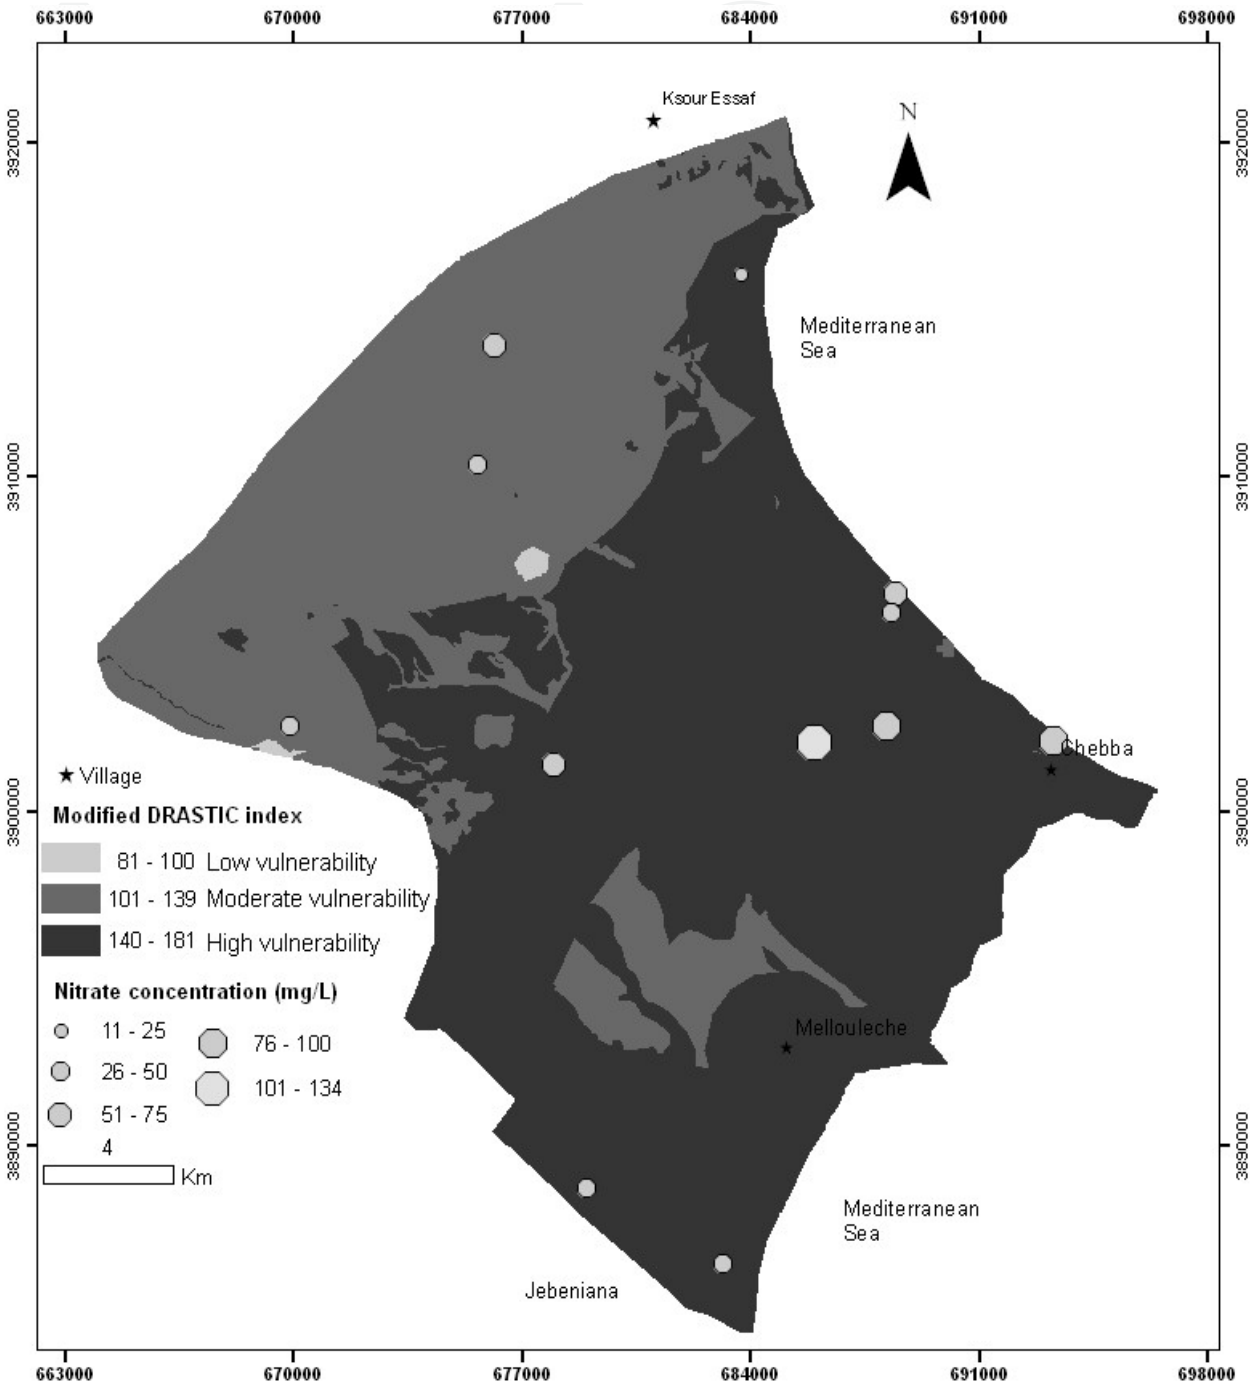 663000 670000 677000 684000 691000 698000
Ksour Essaf
N
3920000 3920000
Mediterranean
Sea
3910000 3910000
Chebba
Village
3900000 3900000
Modified DRASTIC index
81 - 100 Low vulnerability
101 - 139 Moderate vulnerability
140 - 181 High vulnerability
Nitrate concentration (mg/L)
11 - 25
76 - 100
26 - 50
101 - 134
51 - 75
Mellouleche
4
Km
3890000 3890000
Mediterranean
Sea
Jebeniana
663000 670000 677000 684000 691000 698000